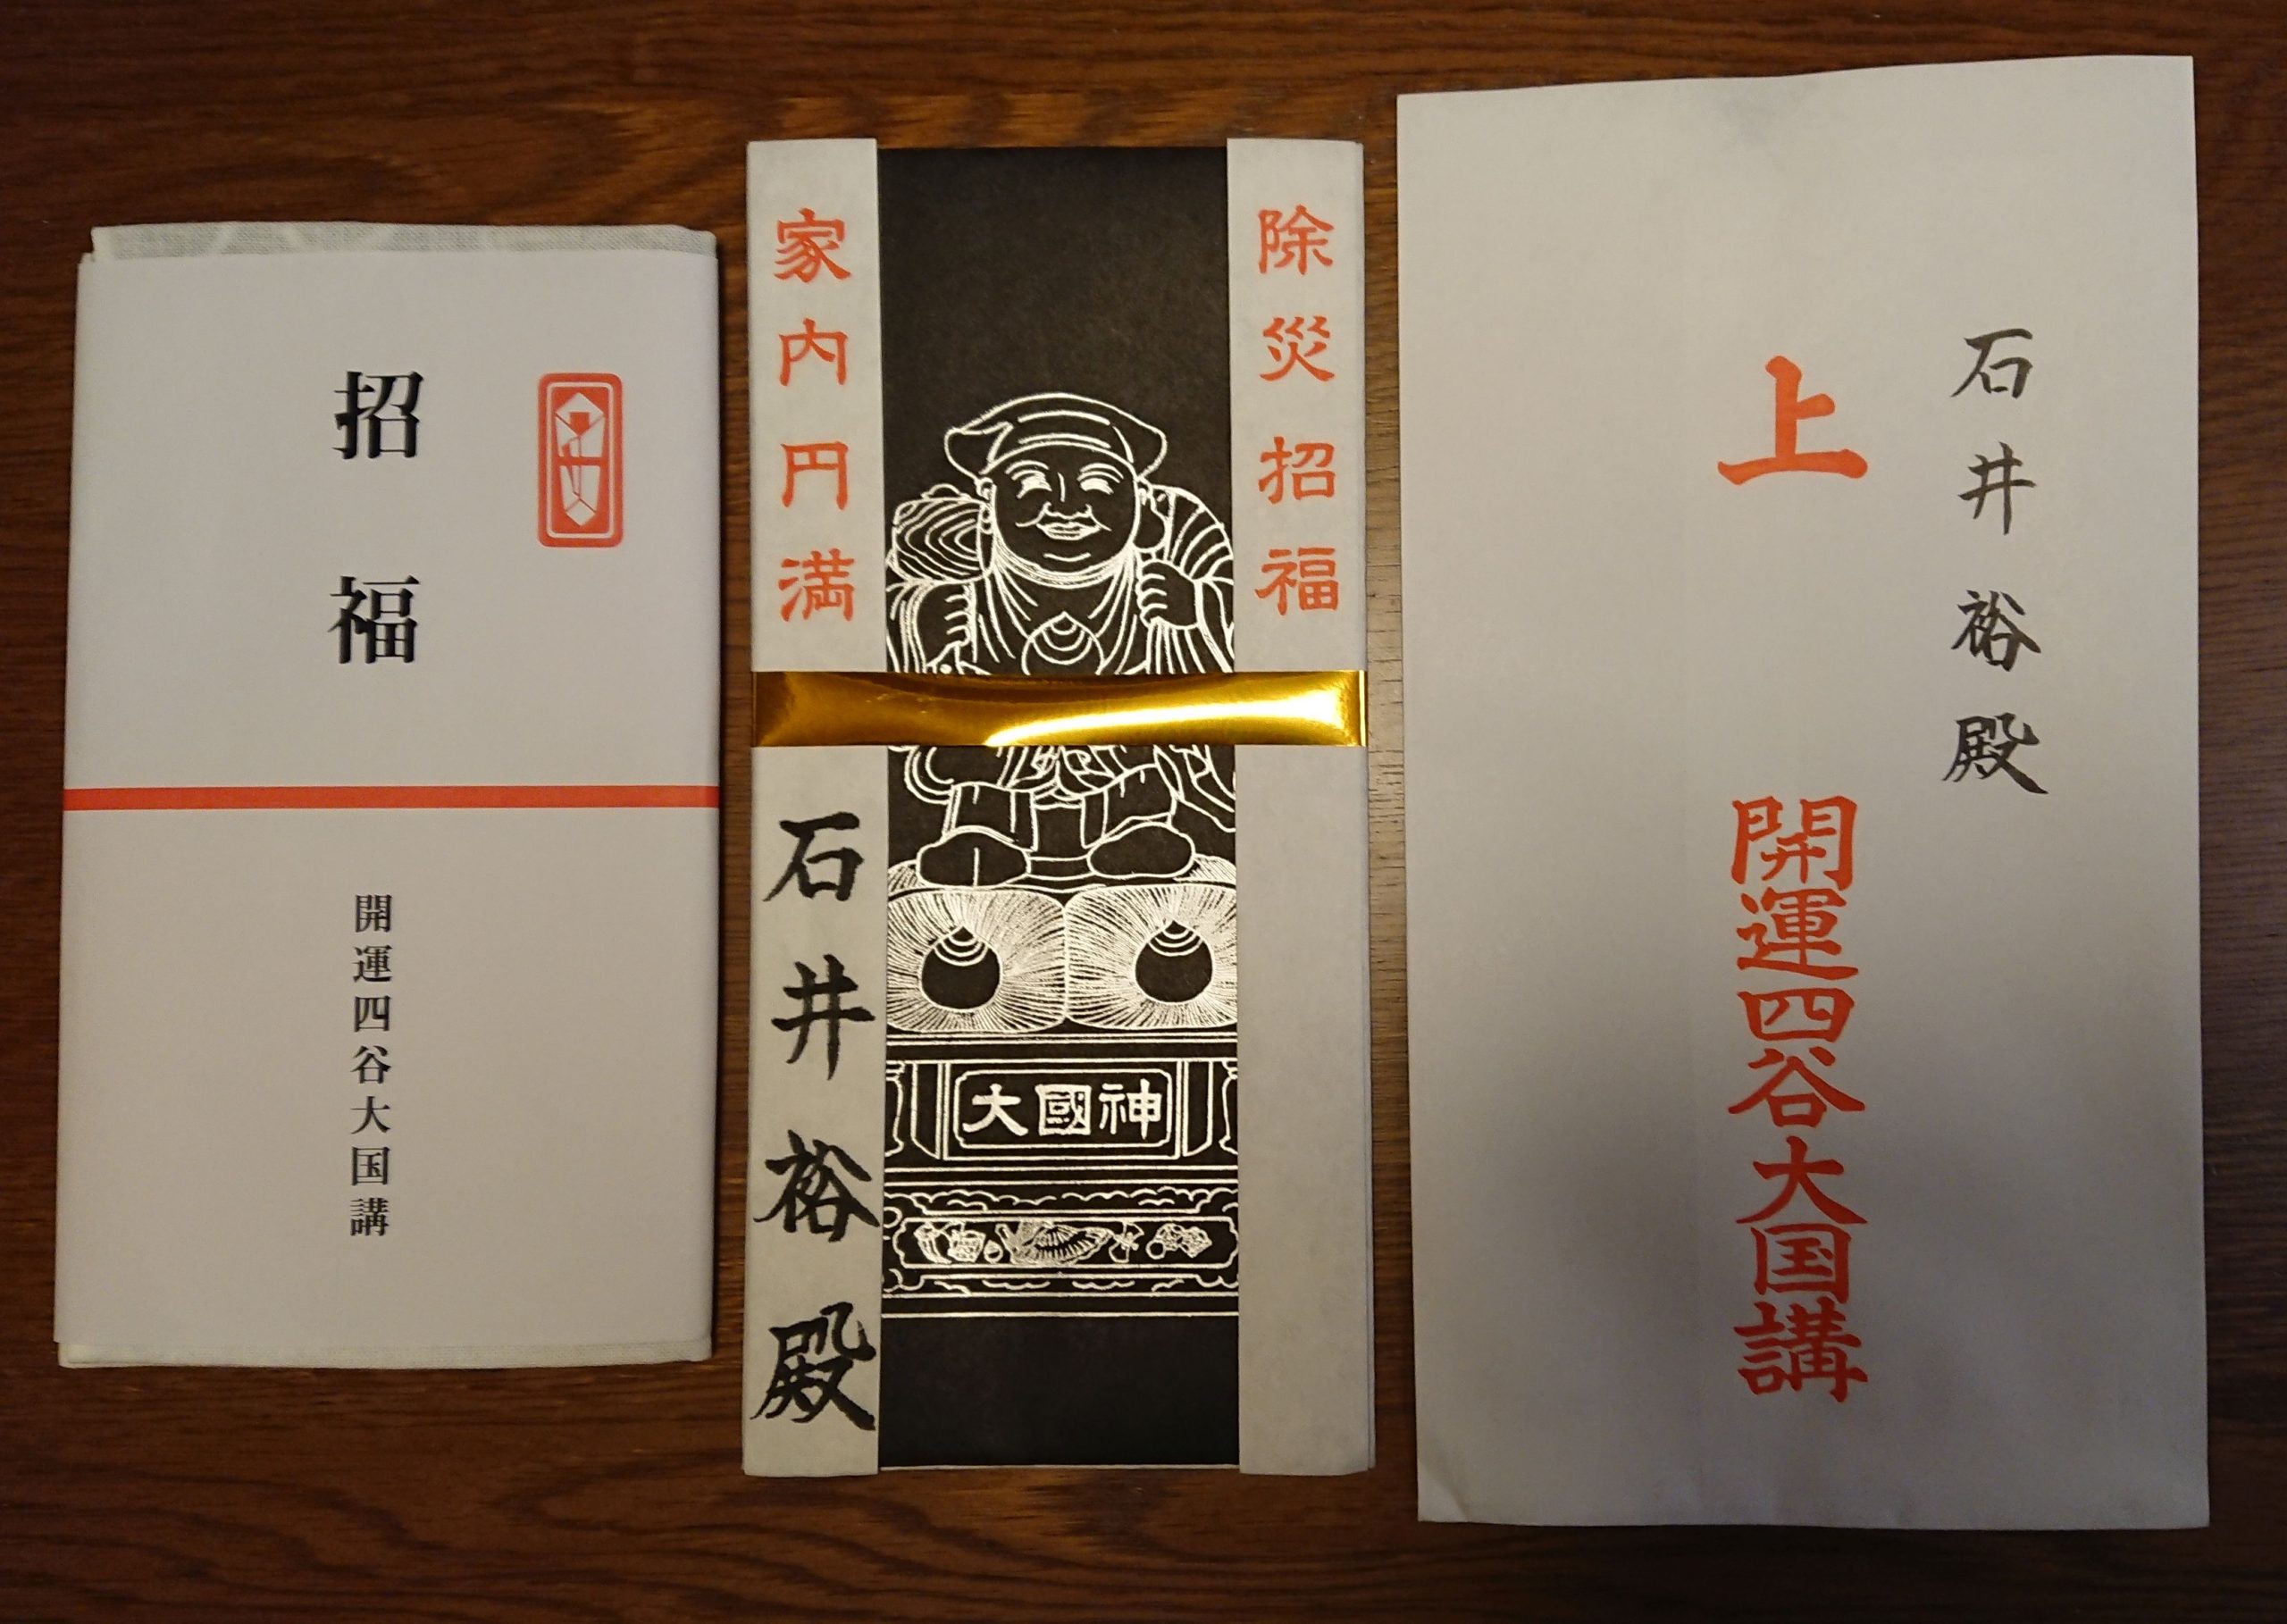 招福
開運四谷大国講
除災招福
家内円満
石井裕殿
大國神
石井裕殿
上
開運四谷大国講